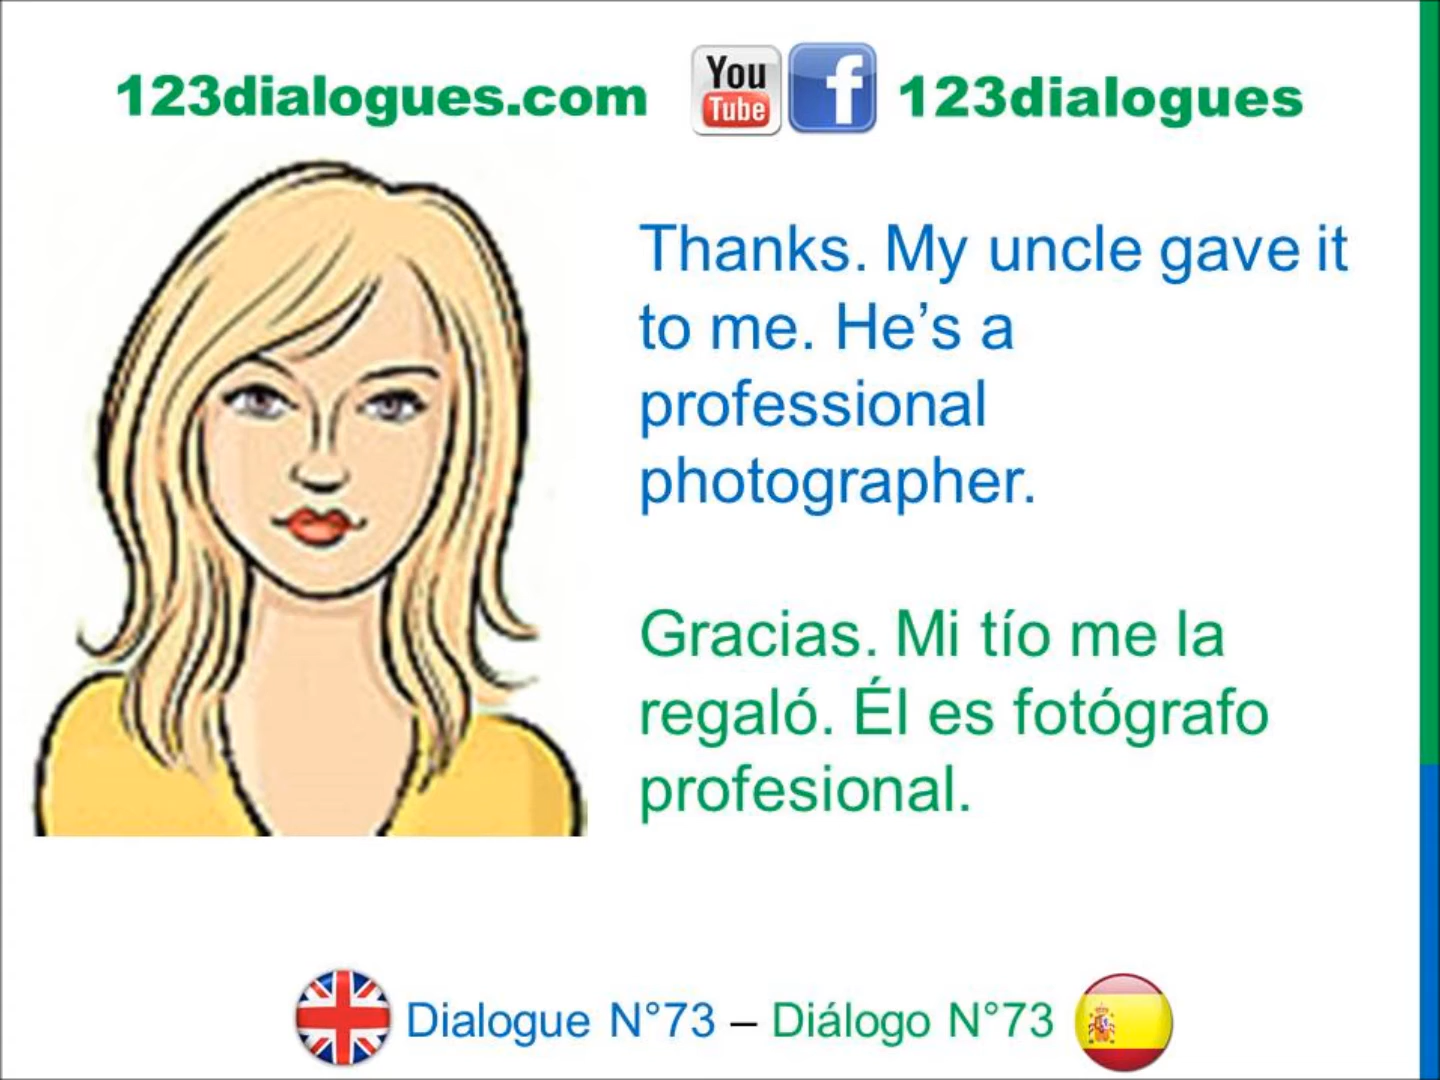 123dialogues.com You Tube f 123dialogues
Thanks. My uncle gave it
to me. He’s a
professional
photographer.
Gracias. Mi tío me la
regaló. Él es fotógrafo
profesional.
Dialogue N°73 – Diálogo N°73